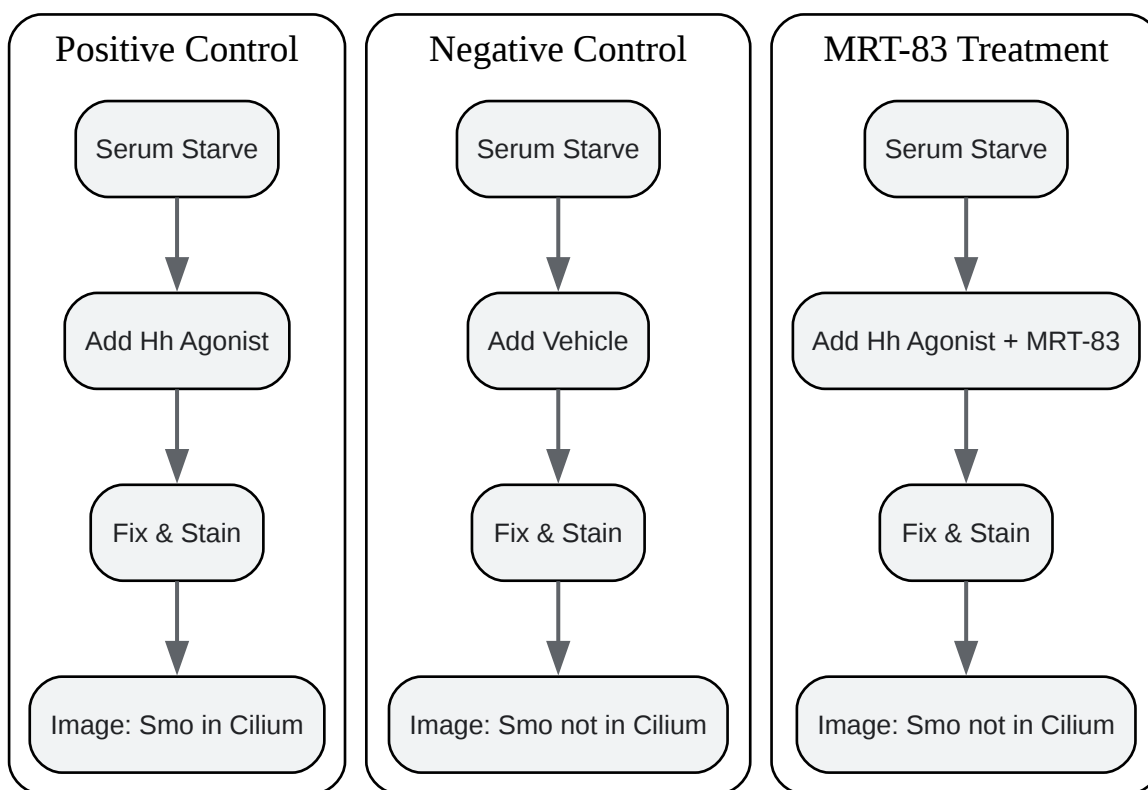 Positive Control
Serum Starve
Add Hh Agonist
Fix & Stain
Image: Smo in Cilium
Negative Control
Serum Starve
Add Vehicle
Fix & Stain
Image: Smo not in Cilium
MRT-83 Treatment
Serum Starve
Add Hh Agonist + MRT-83
Fix & Stain
Image: Smo not in Cilium